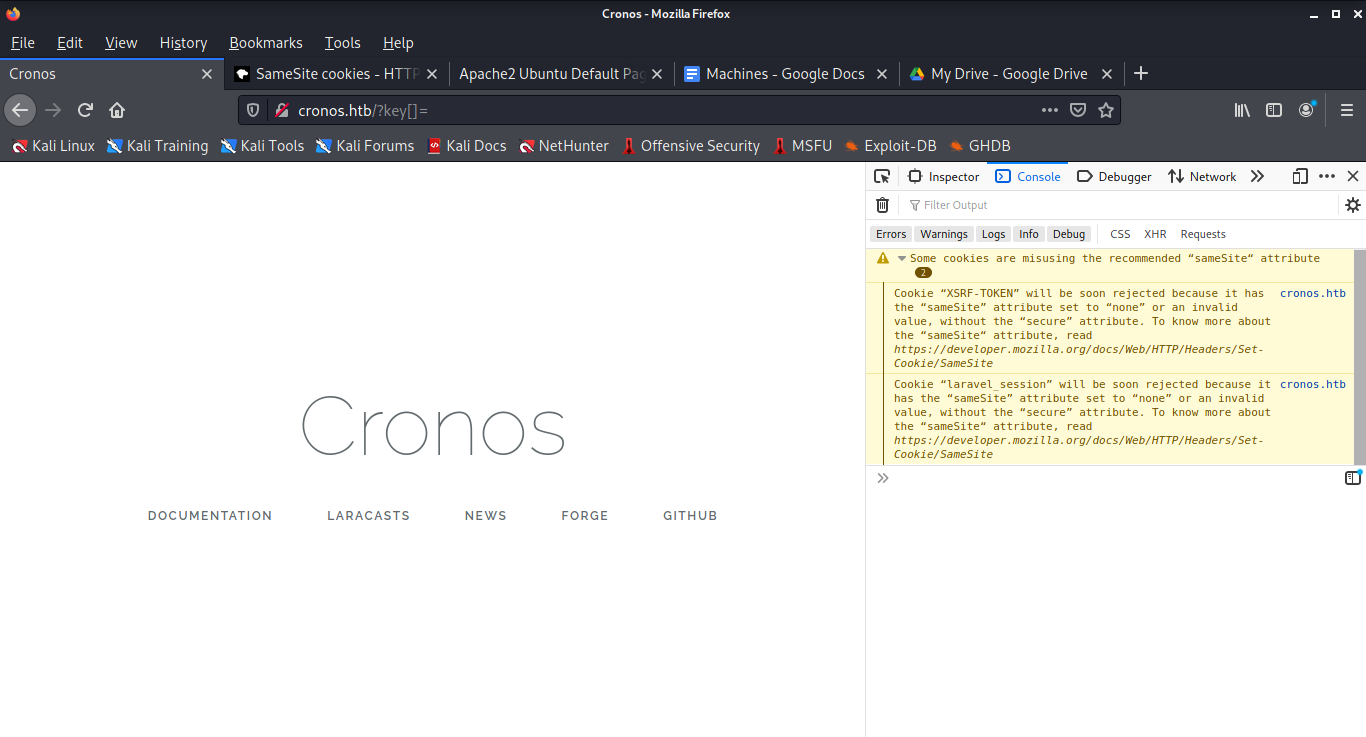 Cronos - Mozilla Firefox
File Edit View History Bookmarks Tools Help
Cronos SameSite cookies - HTTP Apache2 Ubuntu Default Pag Machines - Google Docs My Drive - Google Drive
cronos.htb/?key[]=
Kali Linux Kali Training Kali Tools Kali Forums Kali Docs NetHunter Offensive Security MSFU Exploit-DB GHDB
Cronos
DOCUMENTATION LARACASTS NEWS FORGE GITHUB
Inspector Console Debugger Network
Filter Output
Errors Warnings Logs Info Debug CSS XHR Requests
Some cookies are misusing the recommended “sameSite“ attribute
2
Cookie “XSRF-TOKEN” will be soon rejected because it has cronos.htb
the “sameSite” attribute set to “none” or an invalid
value, without the “secure” attribute. To know more about
the “sameSite“ attribute, read
https://developer.mozilla.org/docs/Web/HTTP/Headers/Set-
Cookie/SameSite
Cookie “laravel_session” will be soon rejected because it cronos.htb
has the “sameSite” attribute set to “none” or an invalid
value, without the “secure” attribute. To know more about
the “sameSite“ attribute, read
https://developer.mozilla.org/docs/Web/HTTP/Headers/Set-
Cookie/SameSite